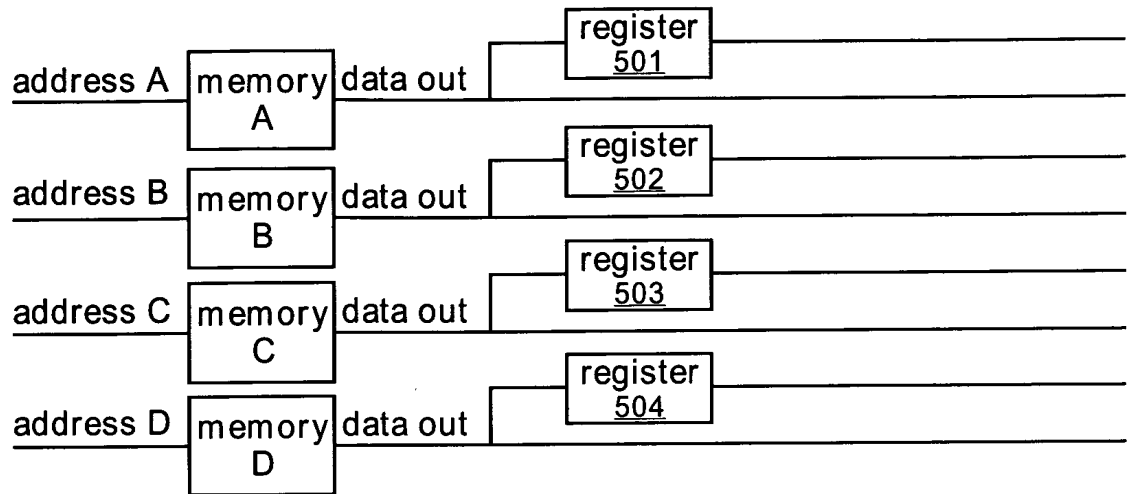 register
501
address A
memory
A
data out
register
502
address B
memory
B
data out
register
503
address C
memory
C
data out
register
504
address D
memory
D
data out